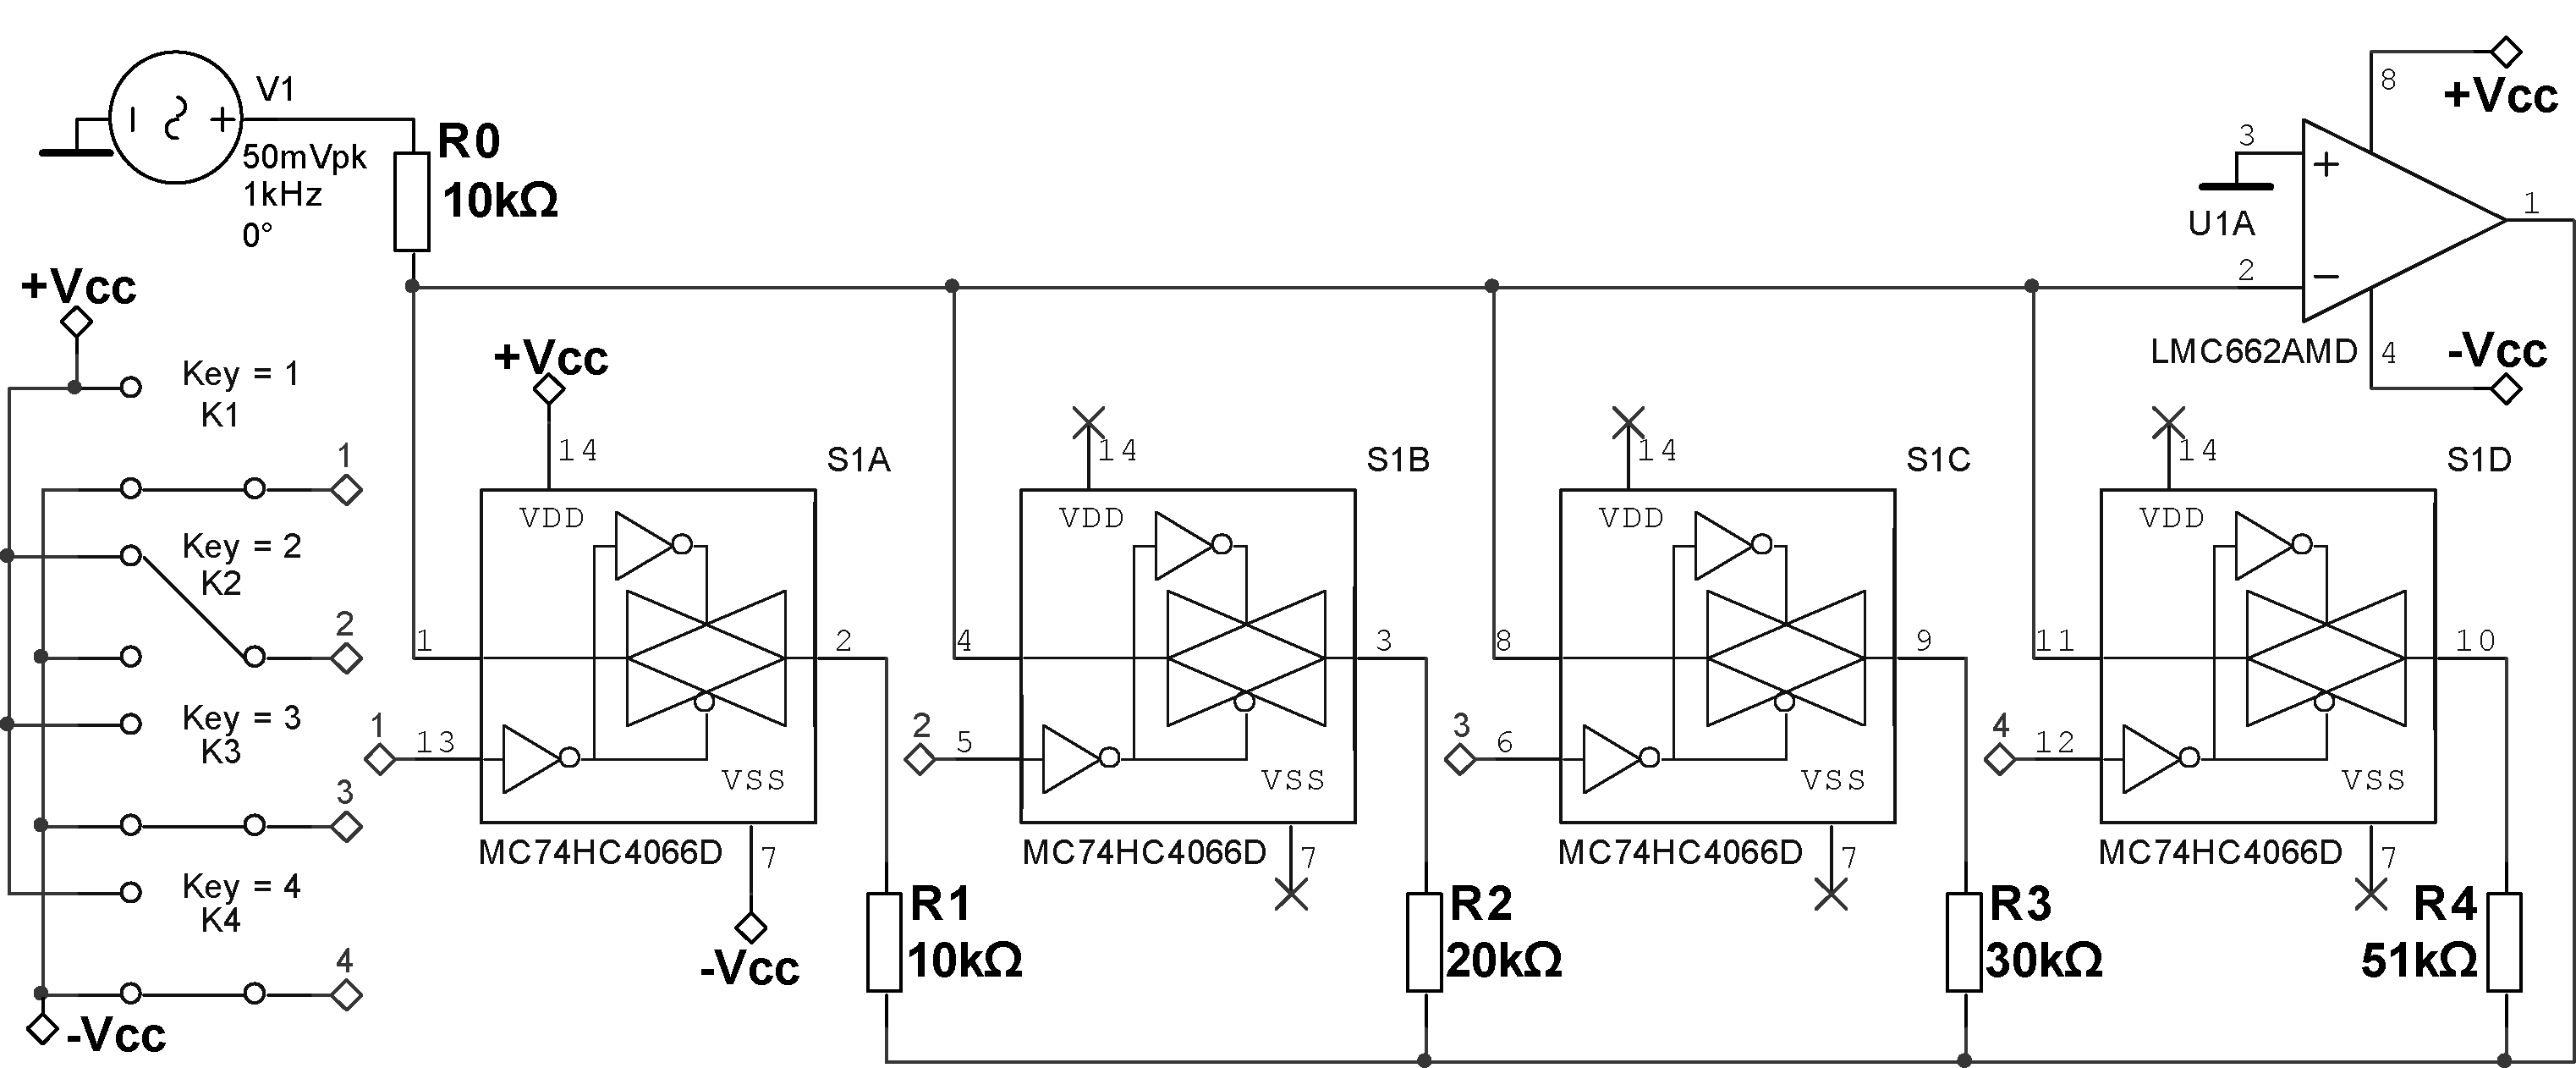 V1
50mVpk
1kHz
0°
R0
10kΩ
+Vcc
8
+Vcc
3
U1A
1
2
LMC662AMD
4
-Vcc
Key = 1
K1
1
Key = 2
K2
2
Key = 3
K3
3
Key = 4
K4
4
-Vcc
+Vcc
14
S1A
VDD
1
2
1
13
VSS
MC74HC4066D
7
-Vcc
R1
10kΩ
14
S1B
VDD
4
3
2
5
VSS
MC74HC4066D
7
R2
20kΩ
14
S1C
VDD
8
9
3
6
VSS
MC74HC4066D
7
R3
30kΩ
14
S1D
VDD
11
10
4
12
VSS
MC74HC4066D
7
R4
51kΩ